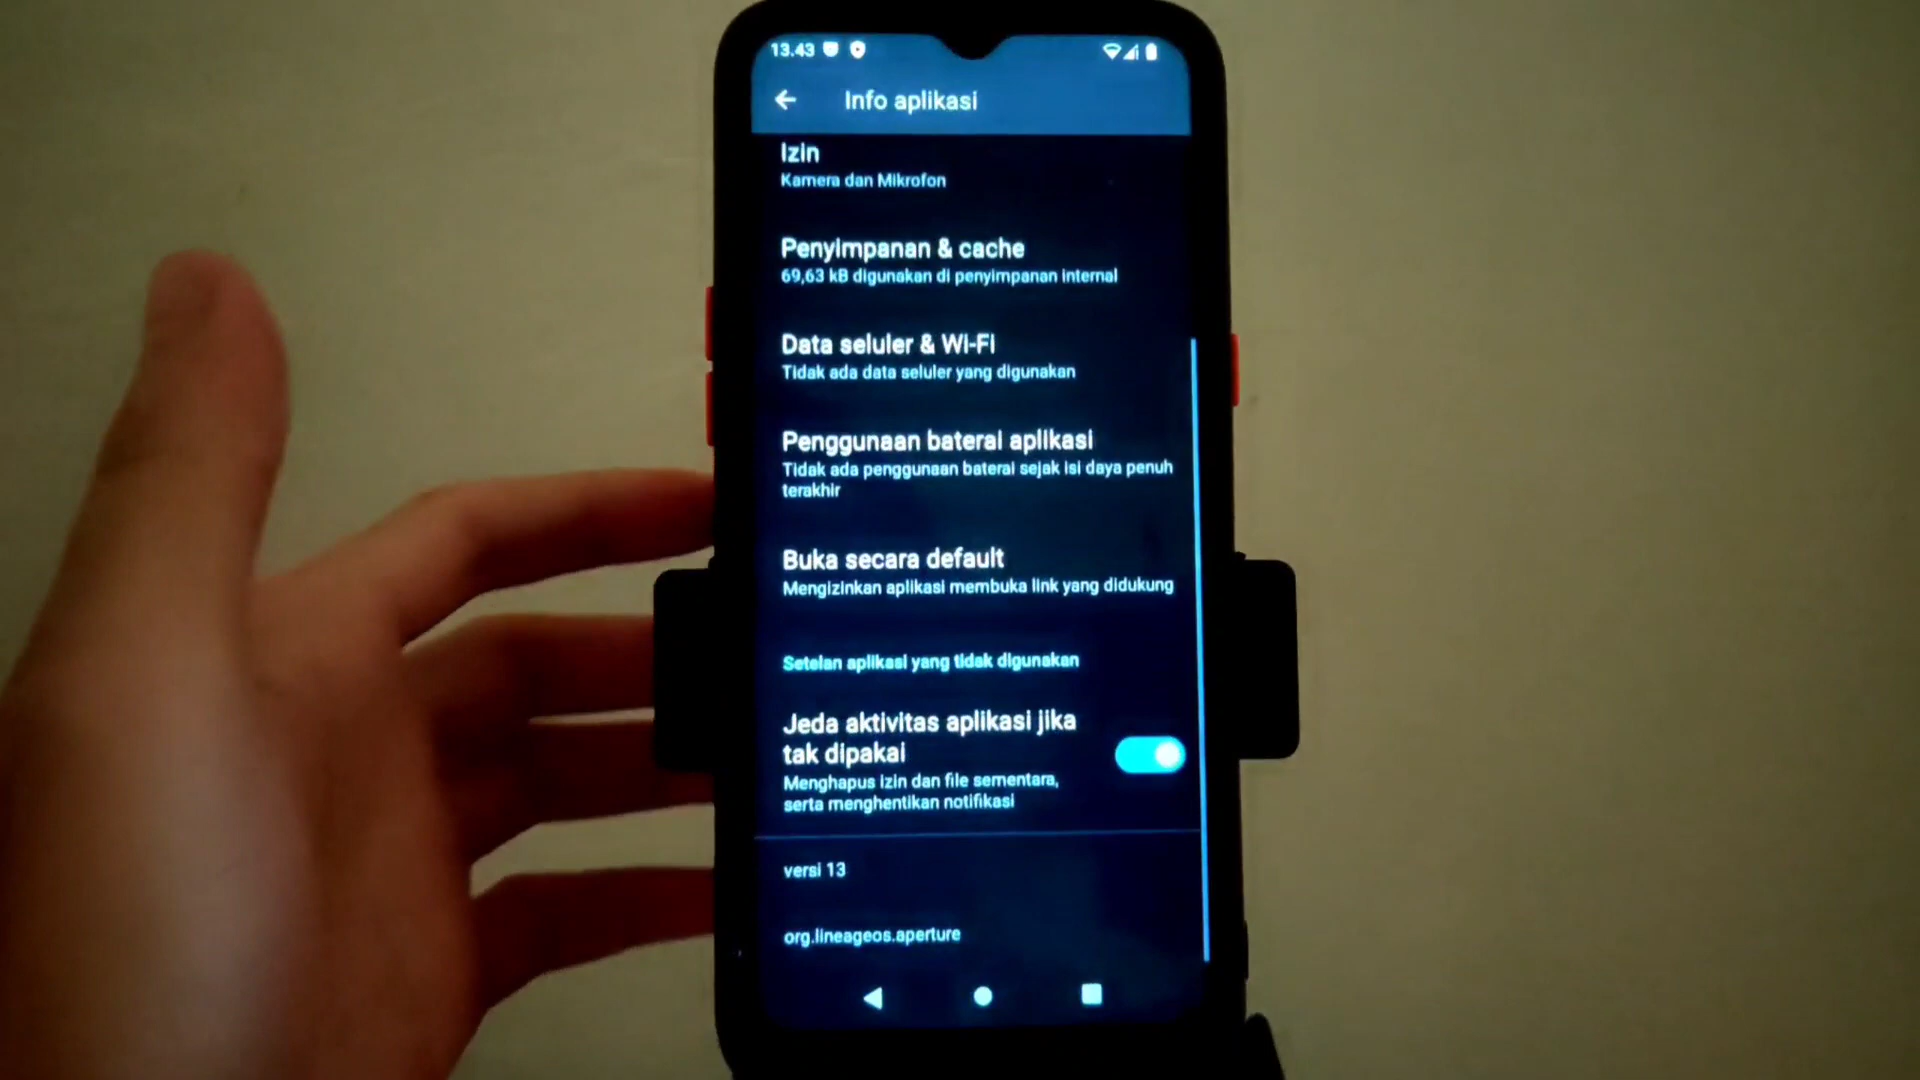 13.43
Info aplikasi
Izin
Kamera dan Mikrofon
Penyimpanan & cache
69,63 kB digunakan di penyimpanan internal
Data seluler & Wi-Fi
Tidak ada data seluler yang digunakan
Penggunaan baterai aplikasi
Tidak ada penggunaan baterai sejak isi daya penuh
terakhir
Buka secara default
Mengizinkan aplikasi membuka link yang didukung
Setelan aplikasi yang tidak digunakan
Jeda aktivitas aplikasi jika
tak dipakai
Menghapus izin dan file sementara,
serta menghentikan notifikasi
versi 13
org.lineageos.aperture